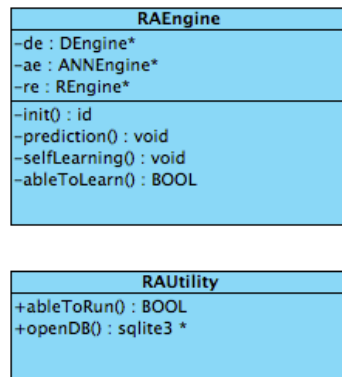 RAEngine
-de : DEngine*
-ae : ANNEngine*
-re : REngine*
-init() : id
-prediction() : void
-selfLearning() : void
-ableToLearn() : BOOL
RAUtility
+ableToRun() : BOOL
+openDB() : sqlite3 *